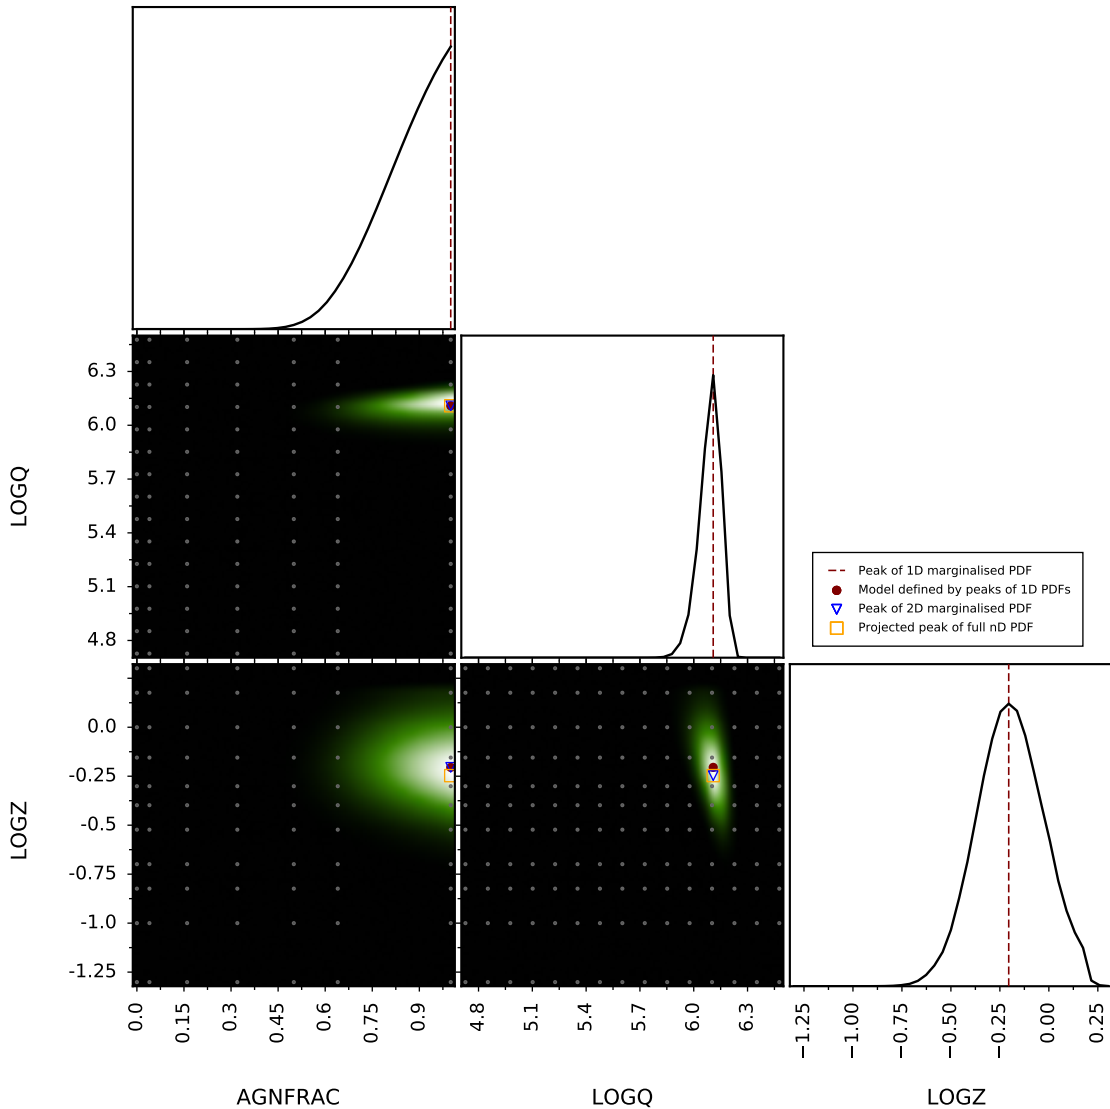 6.3
6.0
5.7
5.4
5.1
4.8
LOGQ
Peak of 1D marginalised PDF
Model defined by peaks of 1D PDFs
Peak of 2D marginalised PDF
Projected peak of full nD PDF
0.0
-0.25
-0.5
-0.75
-1.0
-1.25
LOGZ
0.0 0.15 0.3 0.45 0.6 0.75 0.9
4.8 5.1 5.4 5.7 6.0 6.3
−1.25 −1.00 −0.75 −0.50 −0.25 0.00 0.25
AGNFRAC LOGQ LOGZ